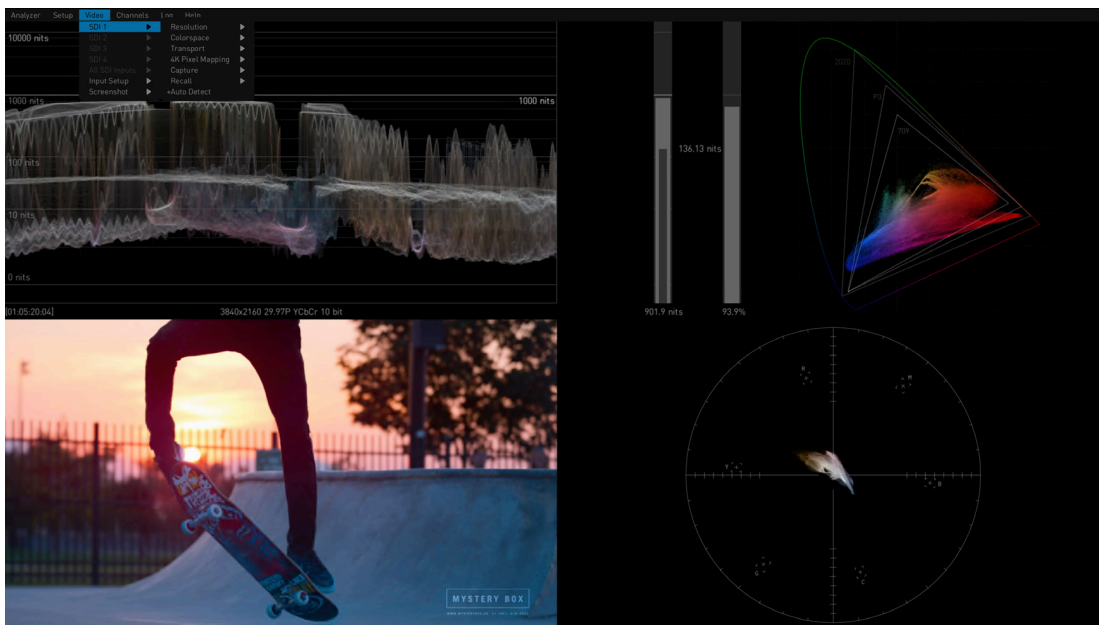 Analyzer Setup Video Channels Log Help
SDI 1 Resolution
SDI 2 Colorspace
SDI 3 Transport
SDI 4 4K Pixel Mapping
All SDI Inputs Capture
Input Setup Recall
Screenshot +Auto Detect
10000 nits
1000 nits 1000 nits
100 nits
10 nits
0 nits
[01:05:20:04] 3840x2160 29.97P YCbCr 10 bit
136.13 nits
901.9 nits 93.9%
2020
P3
709
R
M
Y
B
G
C
MYSTERY BOX